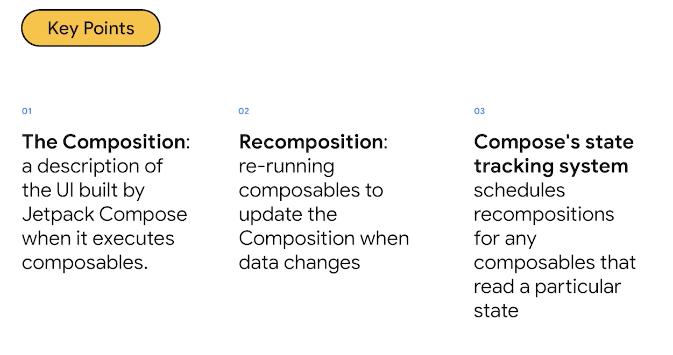 Key Points
01
The Composition:
a description of
the UI built by
Jetpack Compose
when it executes
composables.
02
Recomposition:
re-running
composables to
update the
Composition when
data changes
03
Compose's state
tracking system
schedules
recompositions
for any
composables that
read a particular
state